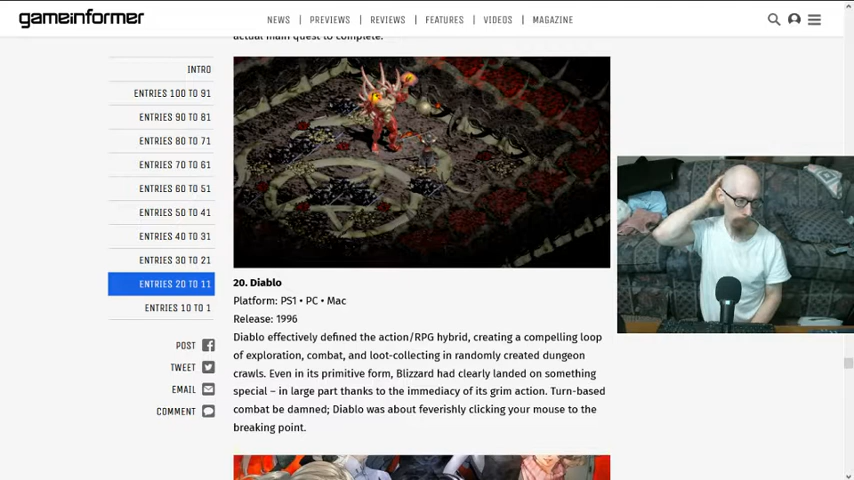 gameinformer
NEWS | PREVIEWS | REVIEWS | FEATURES | VIDEOS | MAGAZINE
actual main quest to complete.
INTRO
ENTRIES 100 TO 91
ENTRIES 90 TO 81
ENTRIES 80 TO 71
ENTRIES 70 TO 61
ENTRIES 60 TO 51
ENTRIES 50 TO 41
ENTRIES 40 TO 31
ENTRIES 30 TO 21
ENTRIES 20 TO 11
ENTRIES 10 TO 1
POST
TWEET
EMAIL
COMMENT
20. Diablo
Platform: PS1 • PC • Mac
Release: 1996
Diablo effectively defined the action/RPG hybrid, creating a compelling loop
of exploration, combat, and loot-collecting in randomly created dungeon
crawls. Even in its primitive form, Blizzard had clearly landed on something
special – in large part thanks to the immediacy of its grim action. Turn-based
combat be damned; Diablo was about feverishly clicking your mouse to the
breaking point.